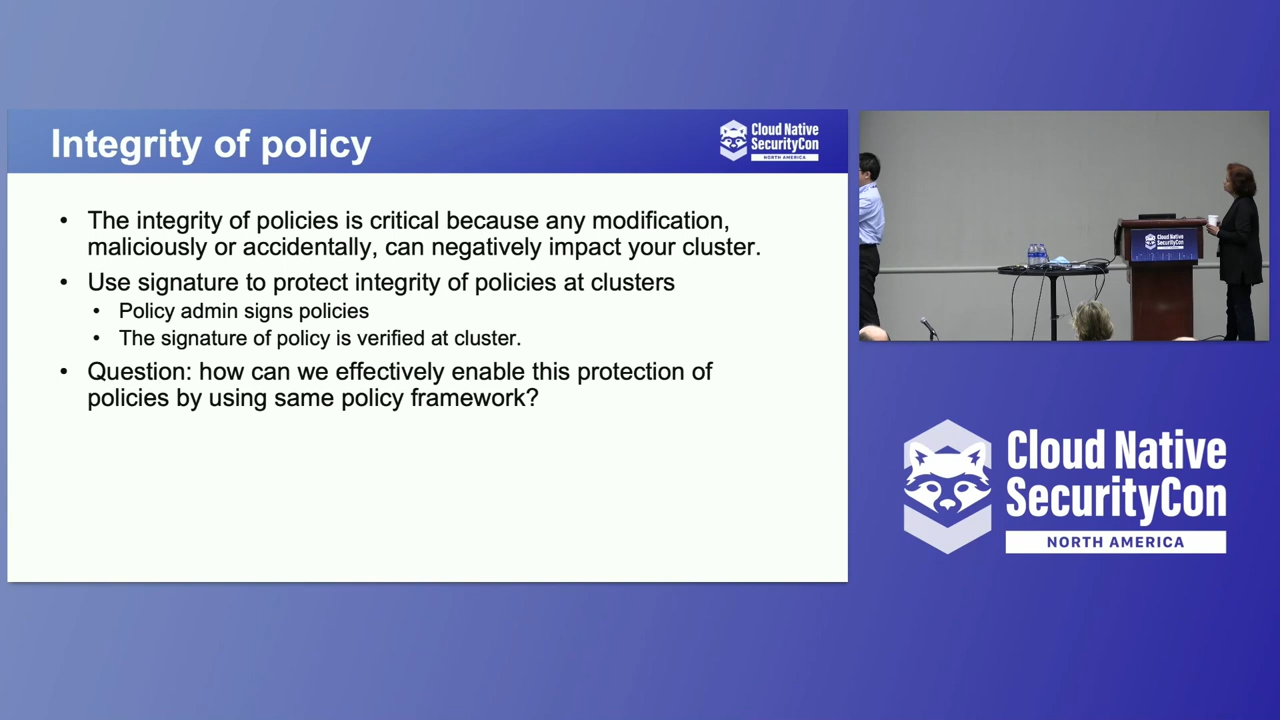 Integrity of policy
Cloud Native
SecurityCon
NORTH AMERICA
• The integrity of policies is critical because any modification,
maliciously or accidentally, can negatively impact your cluster.
• Use signature to protect integrity of policies at clusters
• Policy admin signs policies
• The signature of policy is verified at cluster.
• Question: how can we effectively enable this protection of
policies by using same policy framework?
Cloud Native
SecurityCon
Cloud Native
SecurityCon
NORTH AMERICA